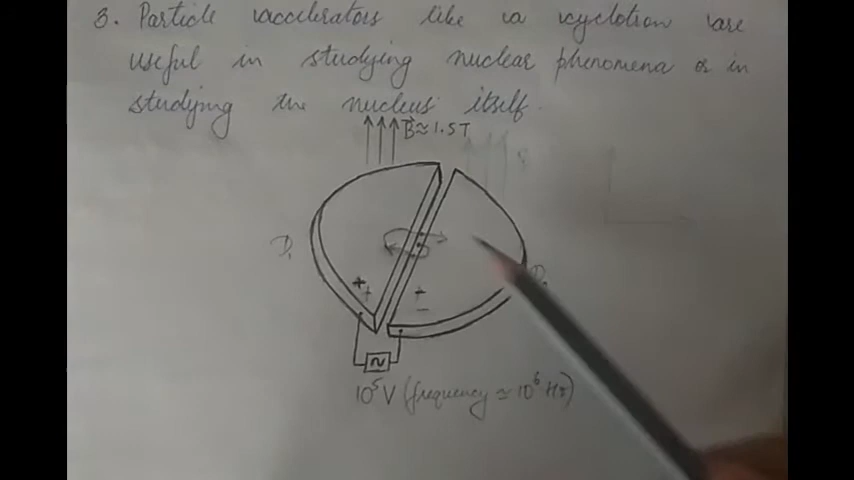 3. Particle accelerators like a cyclotron are
useful in studying nuclear phenomena or in
studying the nucleus itself.
B≈1.5T
D₁
+ +
+ −
~
10⁵V (frequency ≈ 10⁶ Hz)